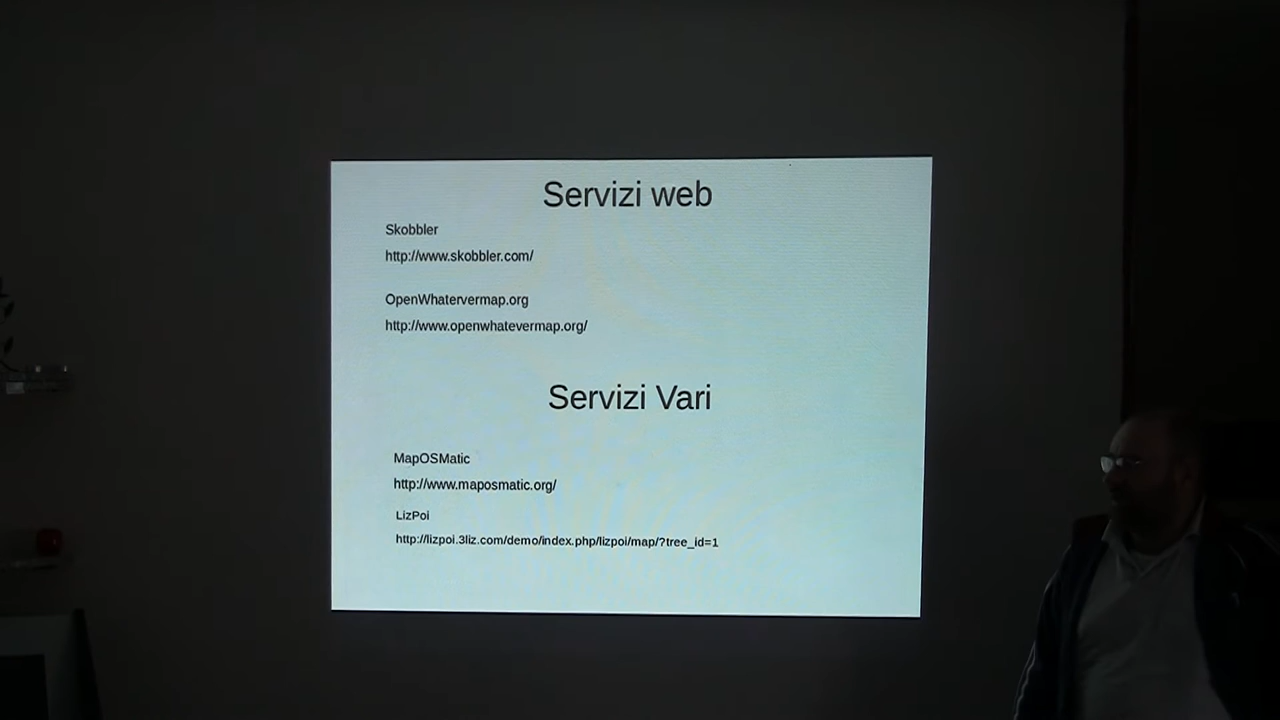 Servizi web
Skobbler
http://www.skobbler.com/
OpenWhatervermap.org
http://www.openwhatevermap.org/
Servizi Vari
MapOSMatic
http://www.maposmatic.org/
LizPoi
http://lizpoi.3liz.com/demo/index.php/lizpoi/map/?tree_id=1